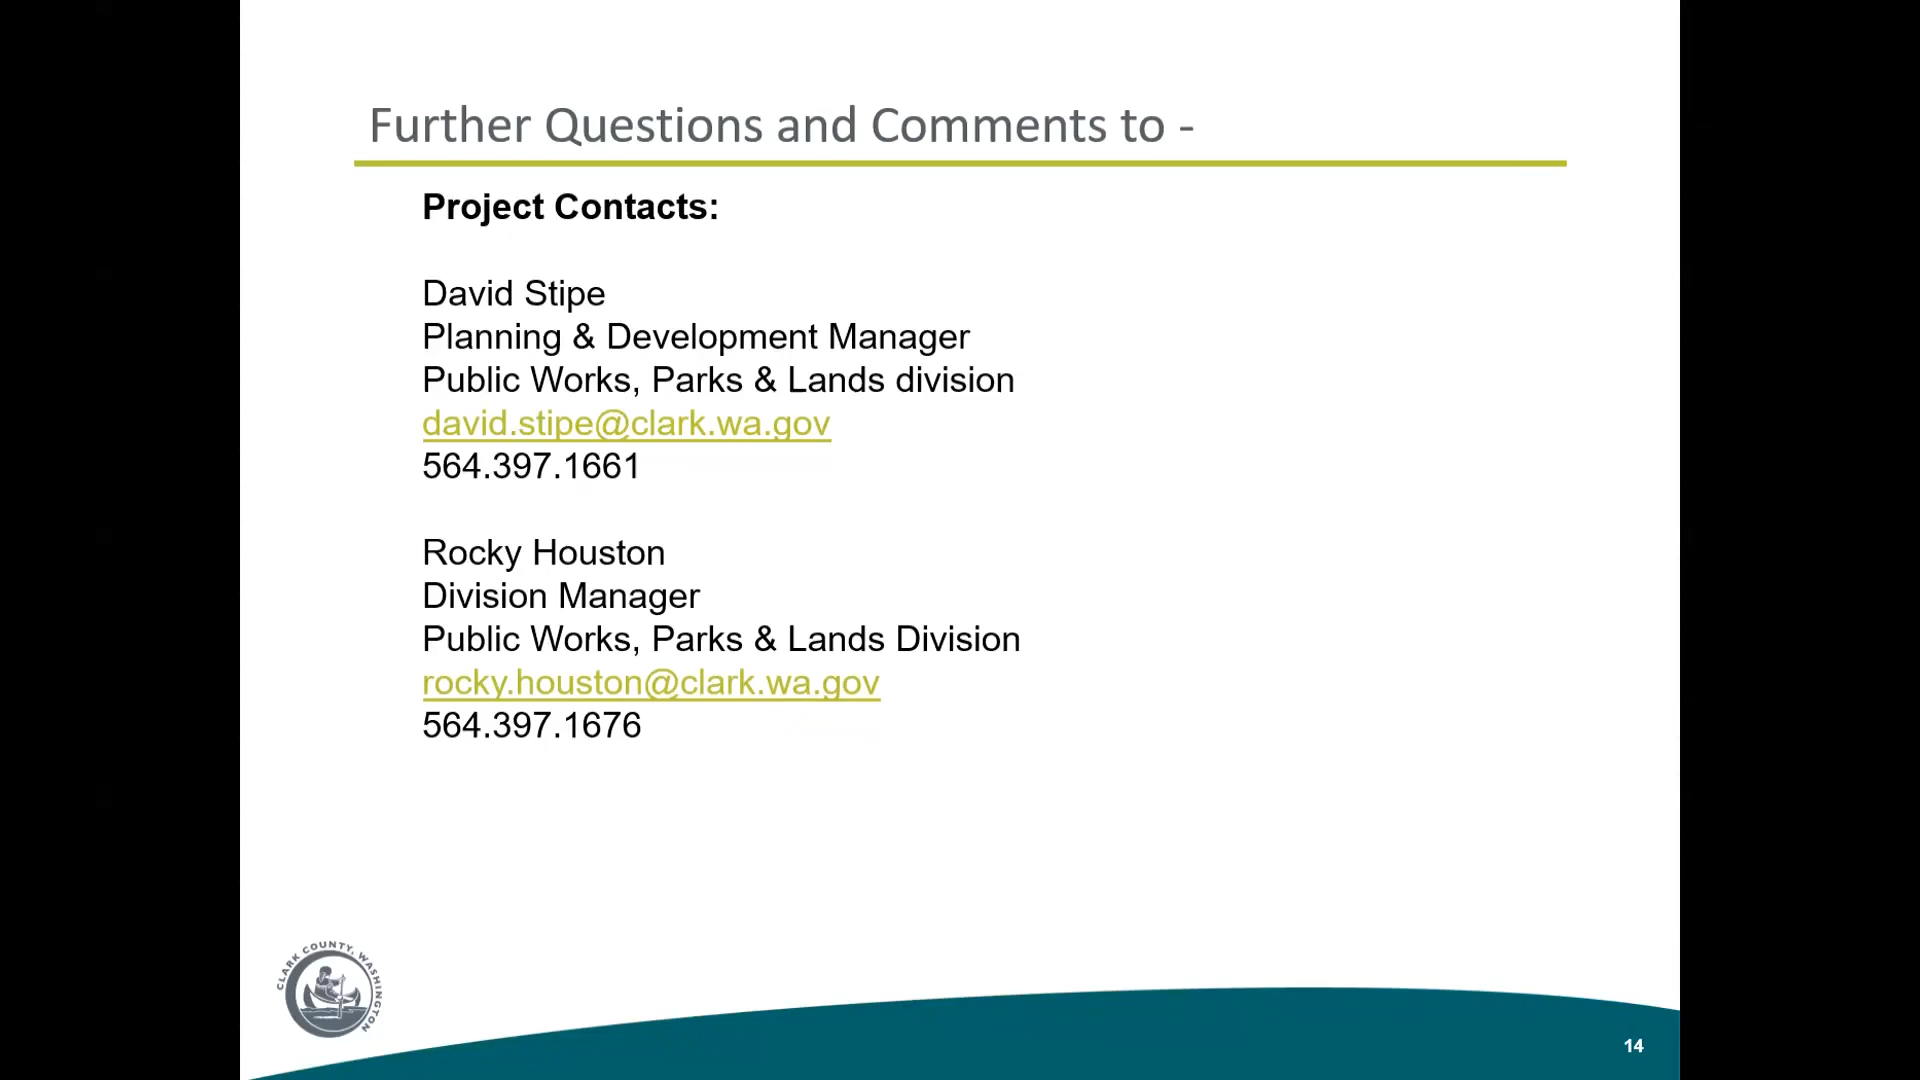 Further Questions and Comments to -
Project Contacts:
David Stipe
Planning & Development Manager
Public Works, Parks & Lands division
david.stipe@clark.wa.gov
564.397.1661
Rocky Houston
Division Manager
Public Works, Parks & Lands Division
rocky.houston@clark.wa.gov
564.397.1676
CLARK COUNTY, WASHINGTON
14